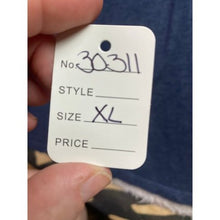 No. 30311
STYLE
SIZE XL
PRICE